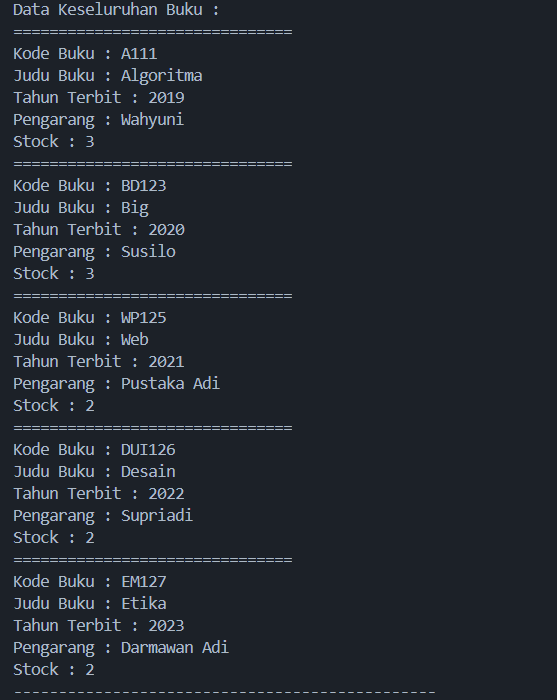 Data Keseluruhan Buku :
===============================
Kode Buku : A111
Judu Buku : Algoritma
Tahun Terbit : 2019
Pengarang : Wahyuni
Stock : 3
===============================
Kode Buku : BD123
Judu Buku : Big
Tahun Terbit : 2020
Pengarang : Susilo
Stock : 3
===============================
Kode Buku : WP125
Judu Buku : Web
Tahun Terbit : 2021
Pengarang : Pustaka Adi
Stock : 2
===============================
Kode Buku : DUI126
Judu Buku : Desain
Tahun Terbit : 2022
Pengarang : Supriadi
Stock : 2
===============================
Kode Buku : EM127
Judu Buku : Etika
Tahun Terbit : 2023
Pengarang : Darmawan Adi
Stock : 2
-----------------------------------------------